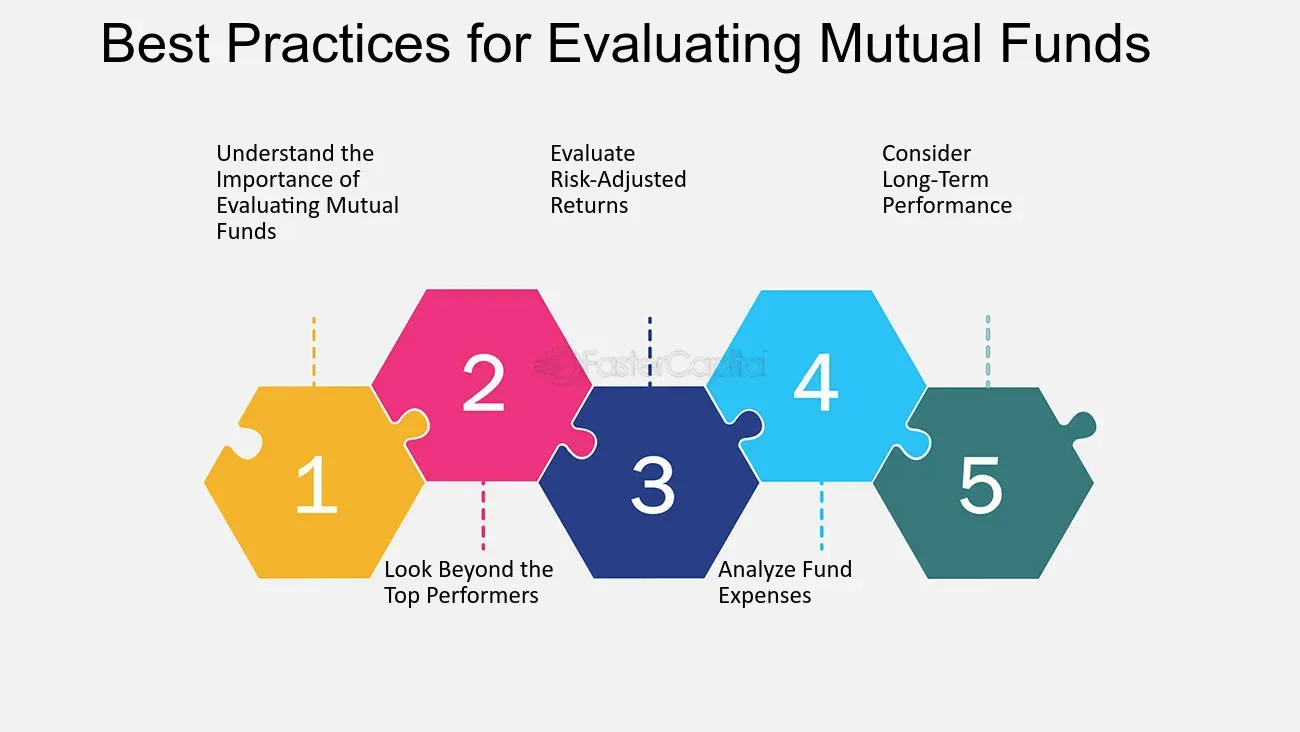 Best Practices for Evaluating Mutual Funds
Understand the
Importance of
Evaluating Mutual
Funds
Evaluate
Risk-Adjusted
Returns
Consider
Long-Term
Performance
1
2
3
4
5
FasterCapital
Look Beyond the
Top Performers
Analyze Fund
Expenses